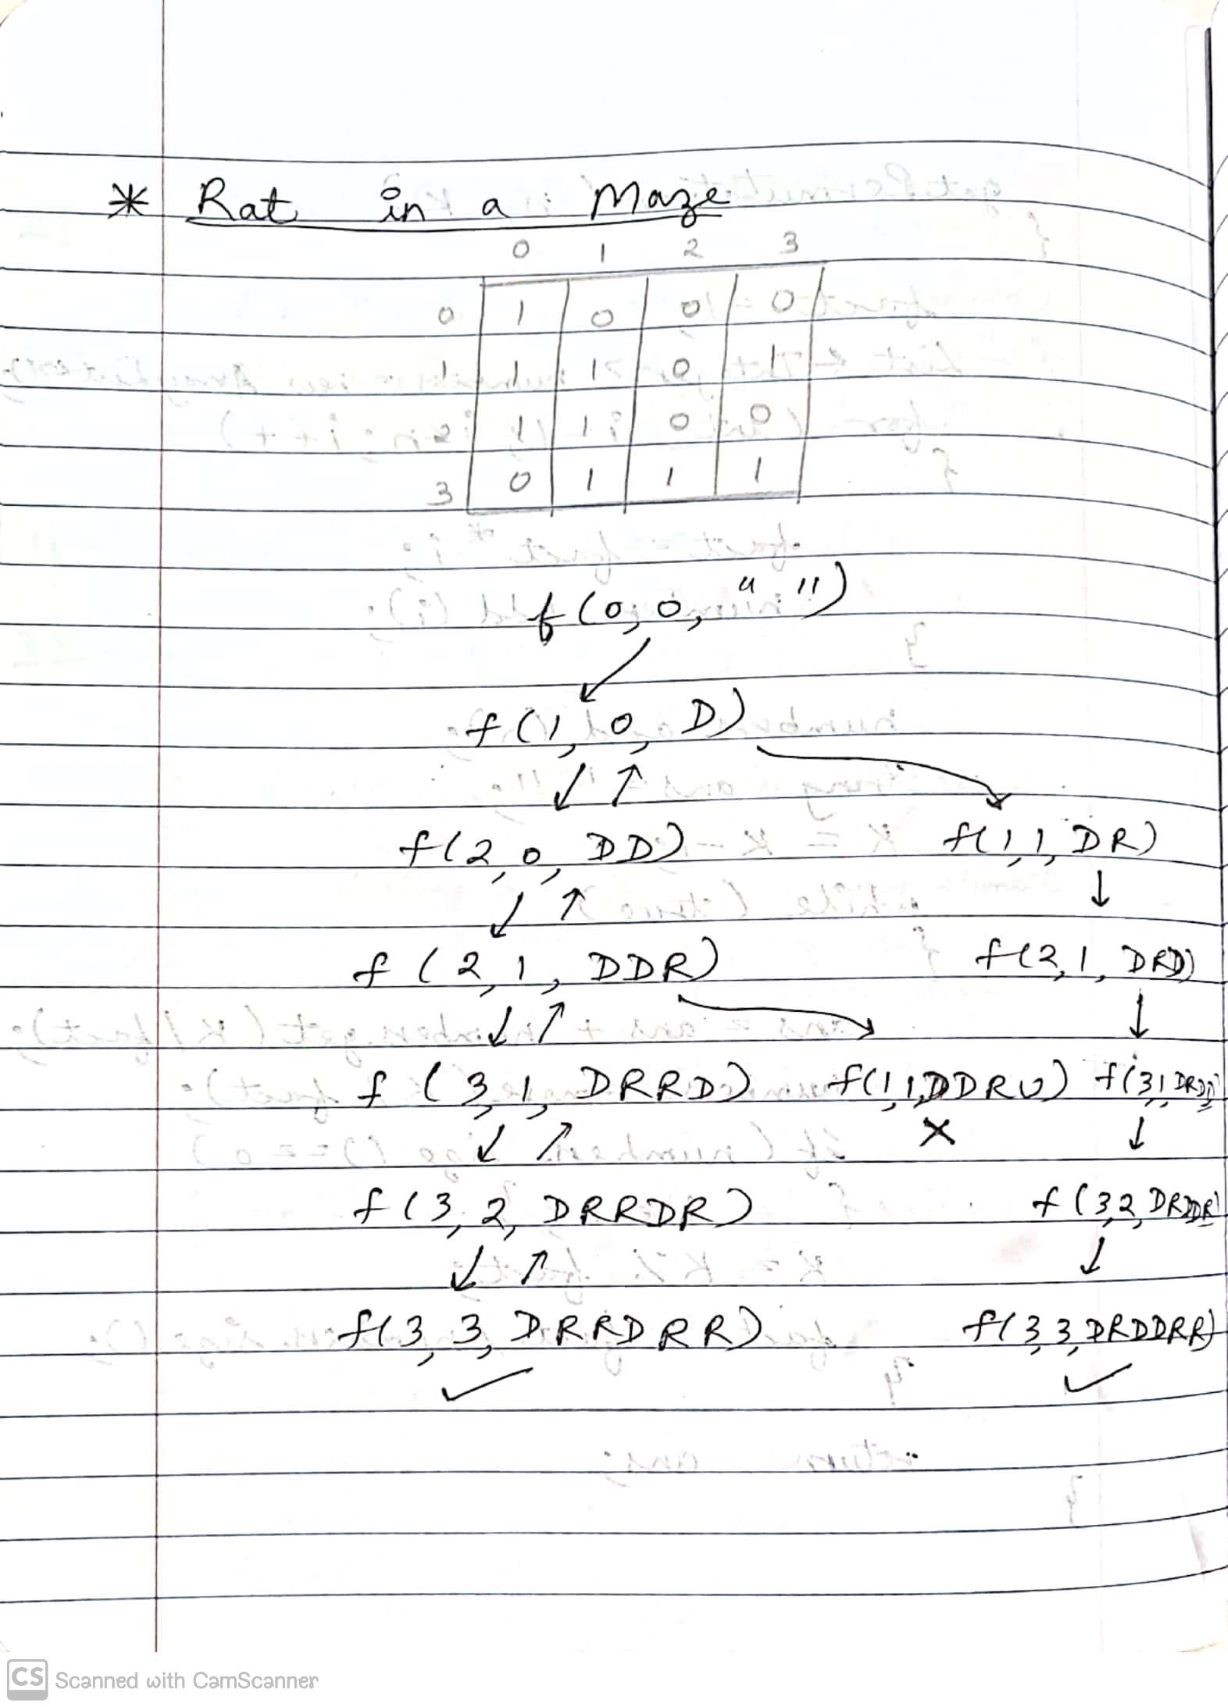 * Rat in a Maze
0 1 2 3
0 1 0 0 0
1 1 1 0 1
2 1 1 0 0
3 0 1 1 1
f(0, 0, " ")
f(1, 0, D)
f(2, 0, DD) f(1, 1, DR)
f(2, 1, DDR) f(2, 1, DRD)
f(3, 1, DRRD) f(1, 1, DDRU) f(3, 1, DRDD)
f(3, 2, DRRDR) f(3, 2, DRDDR)
f(3, 3, DRRDRR) f(3, 3, DRDDRR)
CS Scanned with CamScanner